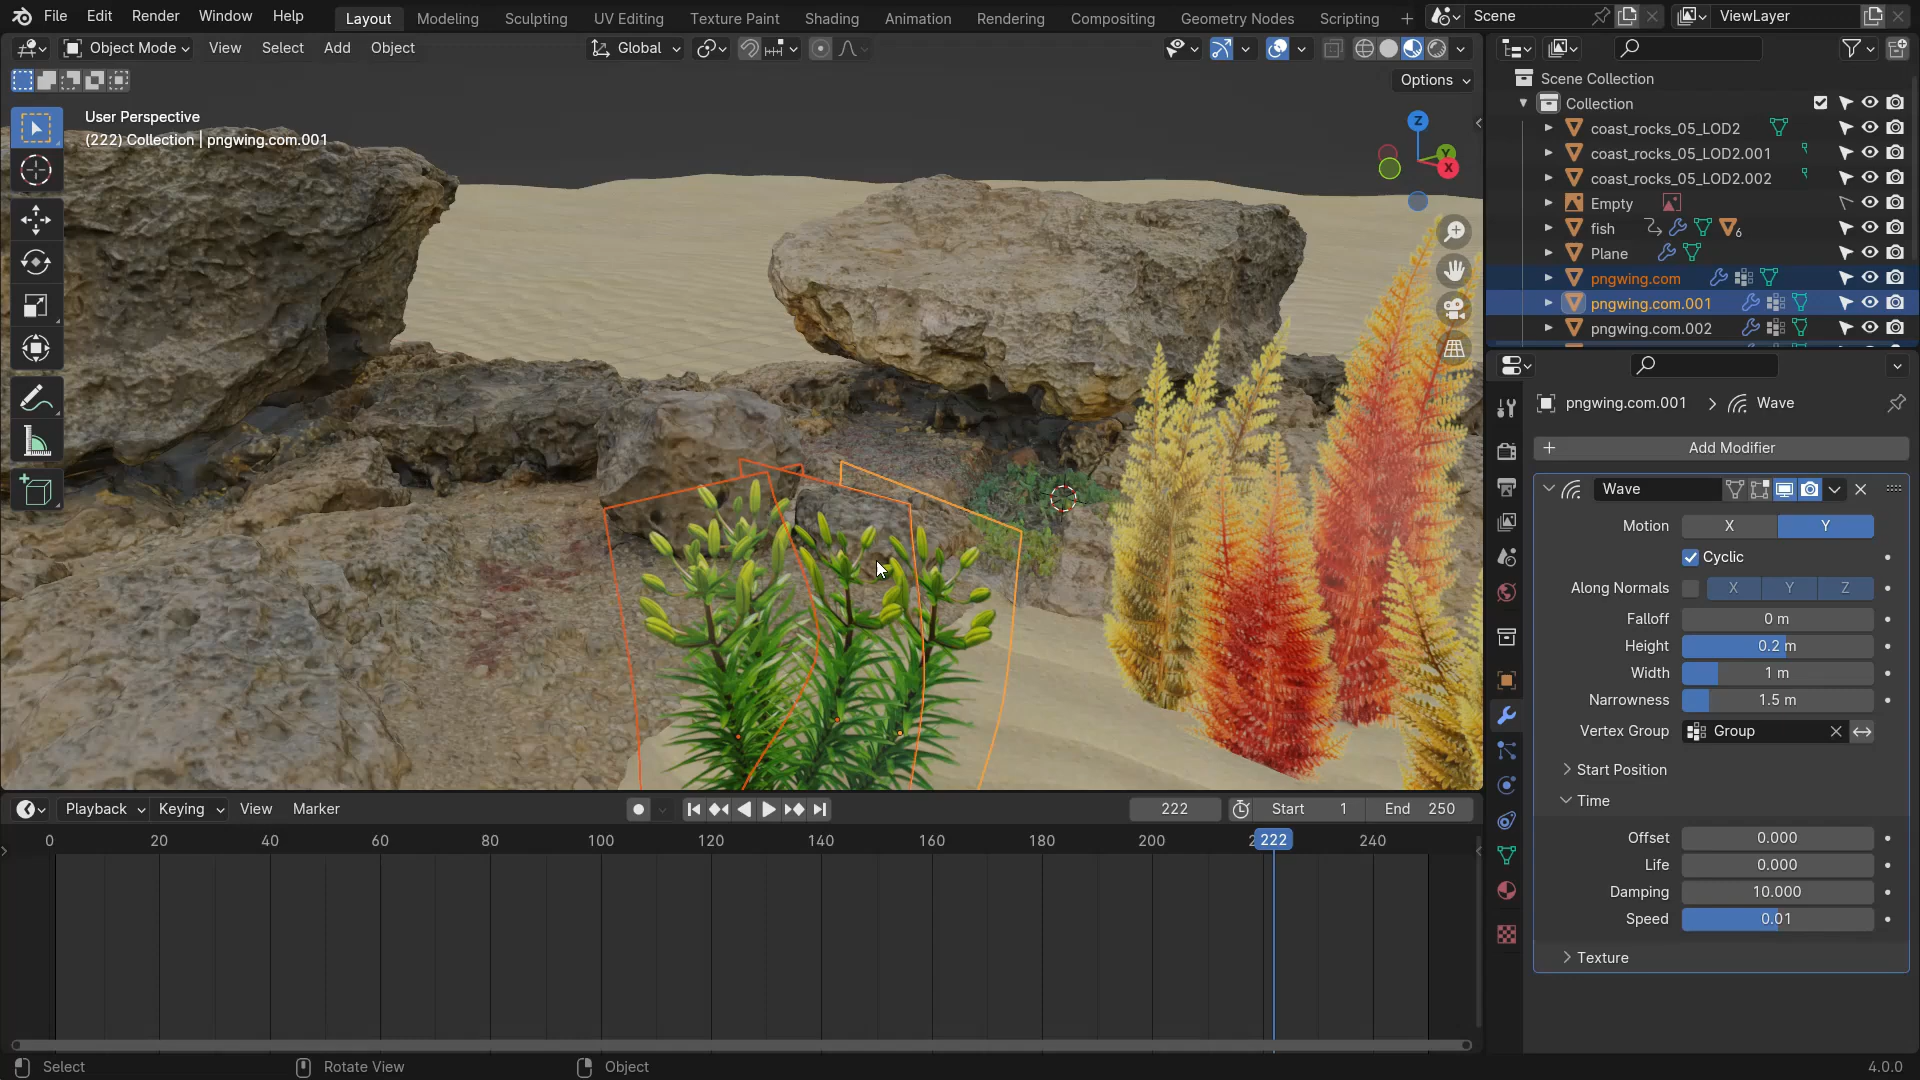 File Edit Render Window Help Layout Modeling Sculpting UV Editing Texture Paint Shading Animation Rendering Compositing Geometry Nodes Scripting Scene ViewLayer
Object Mode View Select Add Object Global
Options
User Perspective
(222) Collection | pngwing.com.001
Z
Y
X
Scene Collection
Collection
coast_rocks_05_LOD2
coast_rocks_05_LOD2.001
coast_rocks_05_LOD2.002
Empty
fish 6
Plane
pngwing.com
pngwing.com.001
pngwing.com.002
pngwing.com.001 Wave
Add Modifier
Wave
Motion X Y
Cyclic
Along Normals X Y Z
Falloff 0 m
Height 0.2 m
Width 1 m
Narrowness 1.5 m
Vertex Group Group
Start Position
Time
Offset 0.000
Life 0.000
Damping 10.000
Speed 0.01
Texture
Playback Keying View Marker 222 Start 1 End 250
0 20 40 60 80 100 120 140 160 180 200 222 240
Select Rotate View Object 4.0.0